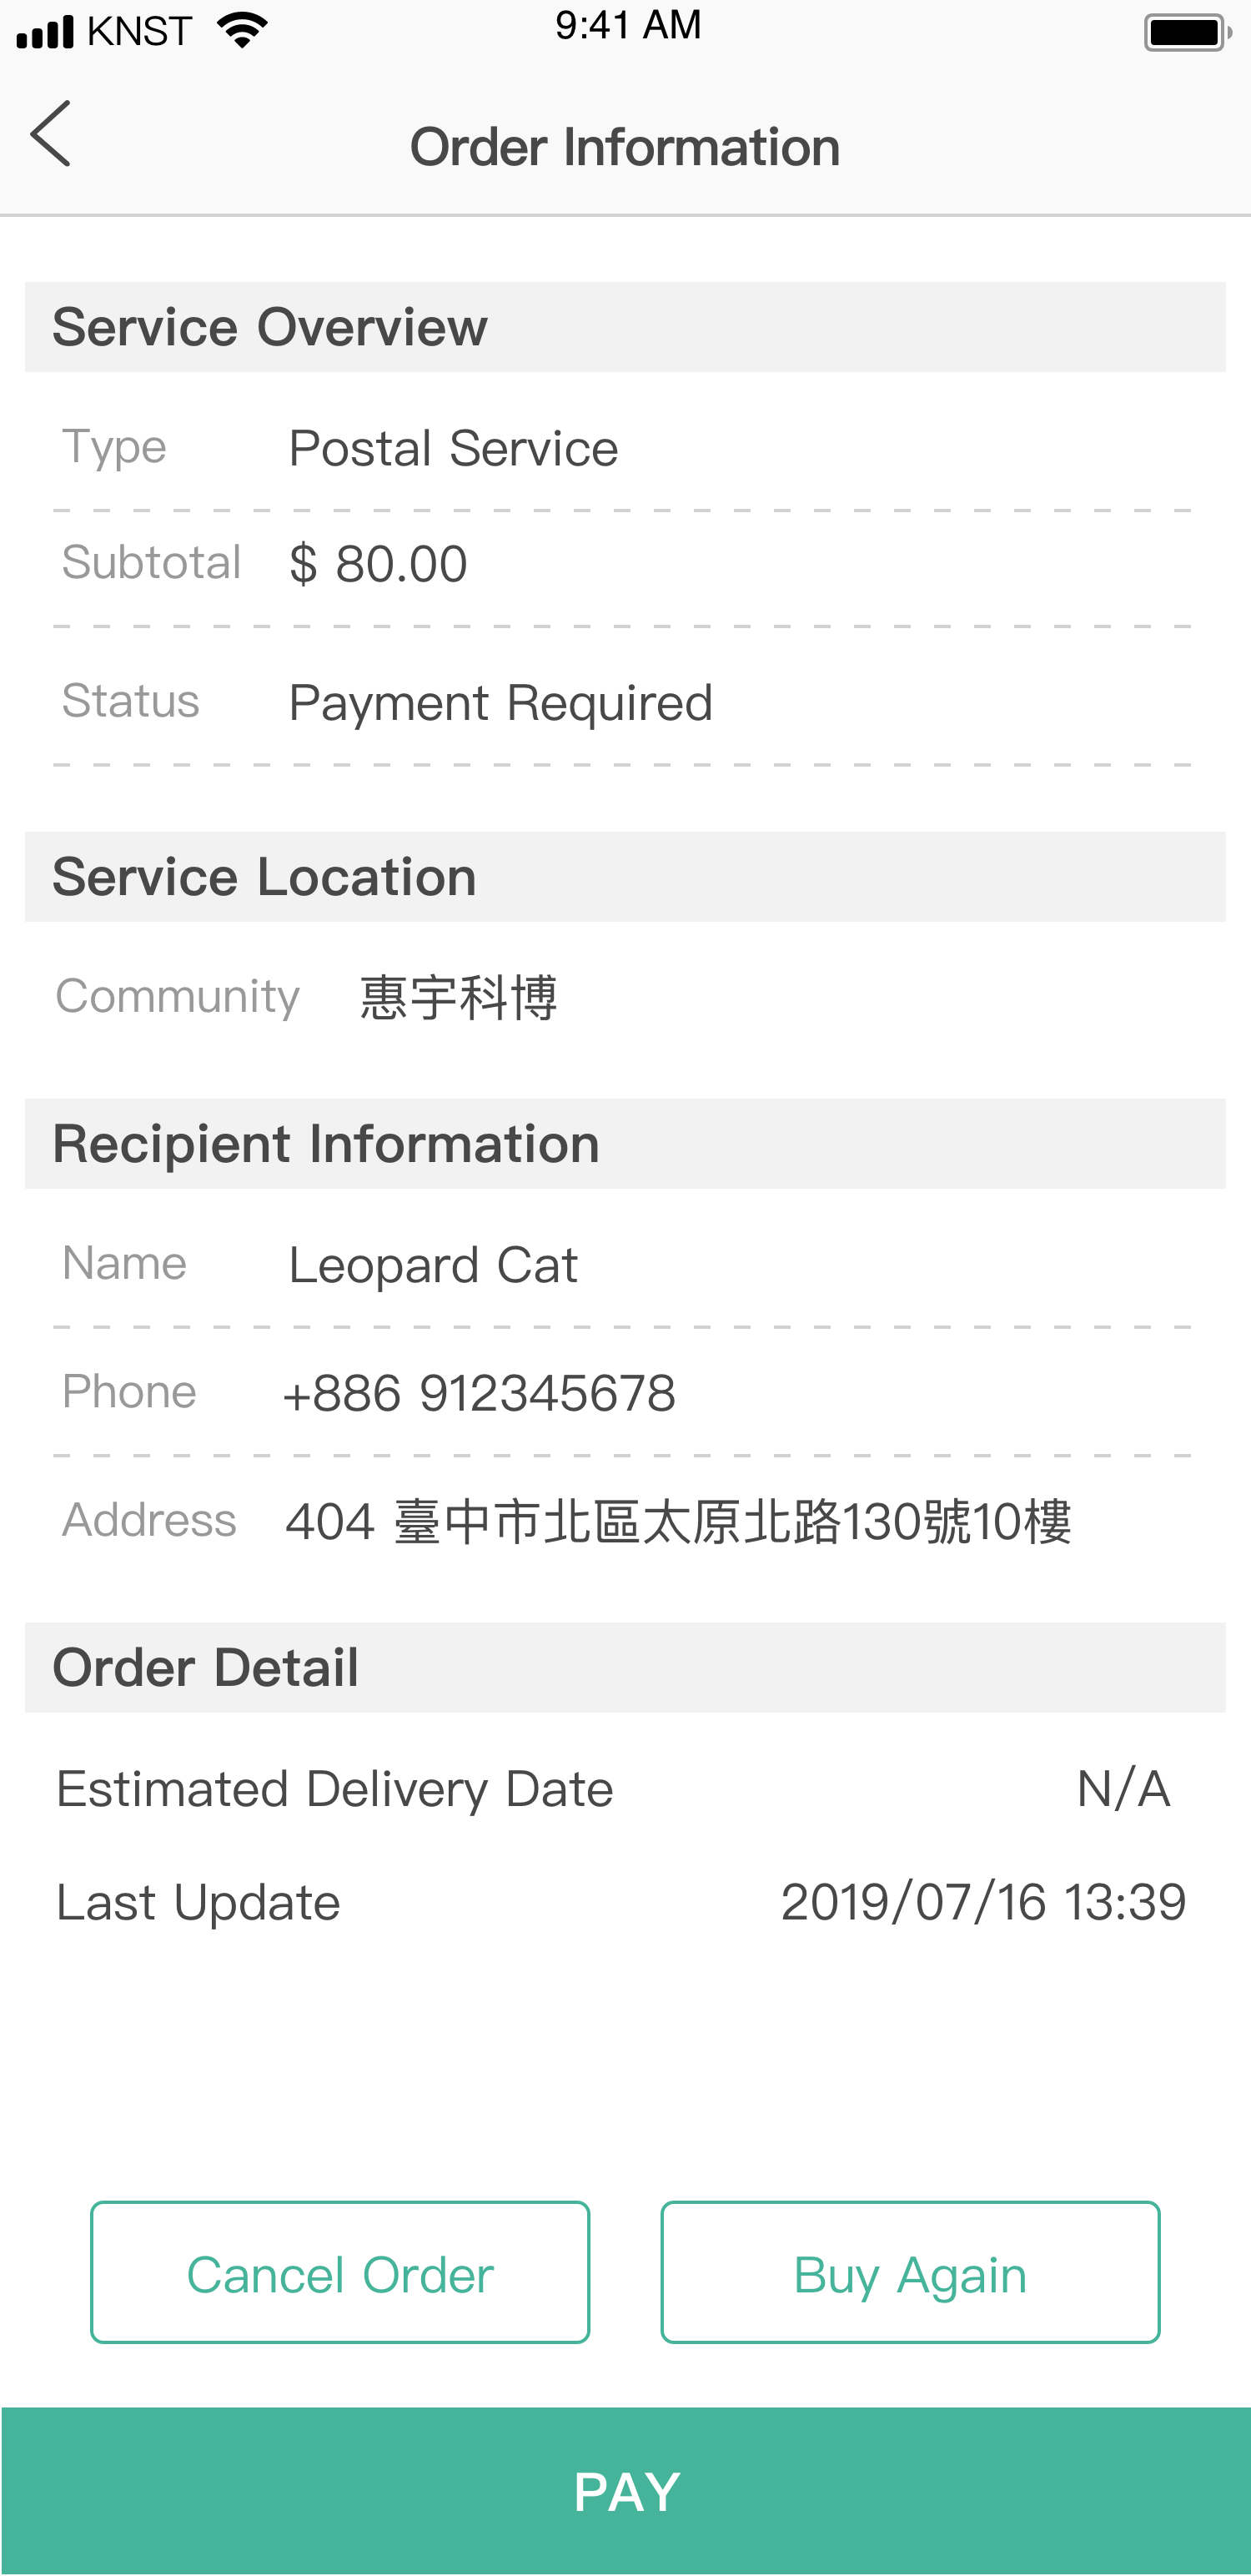 KNST 9:41 AM
Order Information
Service Overview
Type Postal Service
Subtotal $ 80.00
Status Payment Required
Service Location
Community 惠宇科博
Recipient Information
Name Leopard Cat
Phone +886 912345678
Address 404 臺中市北區太原北路130號10樓
Order Detail
Estimated Delivery Date N/A
Last Update 2019/07/16 13:39
Cancel Order Buy Again
PAY